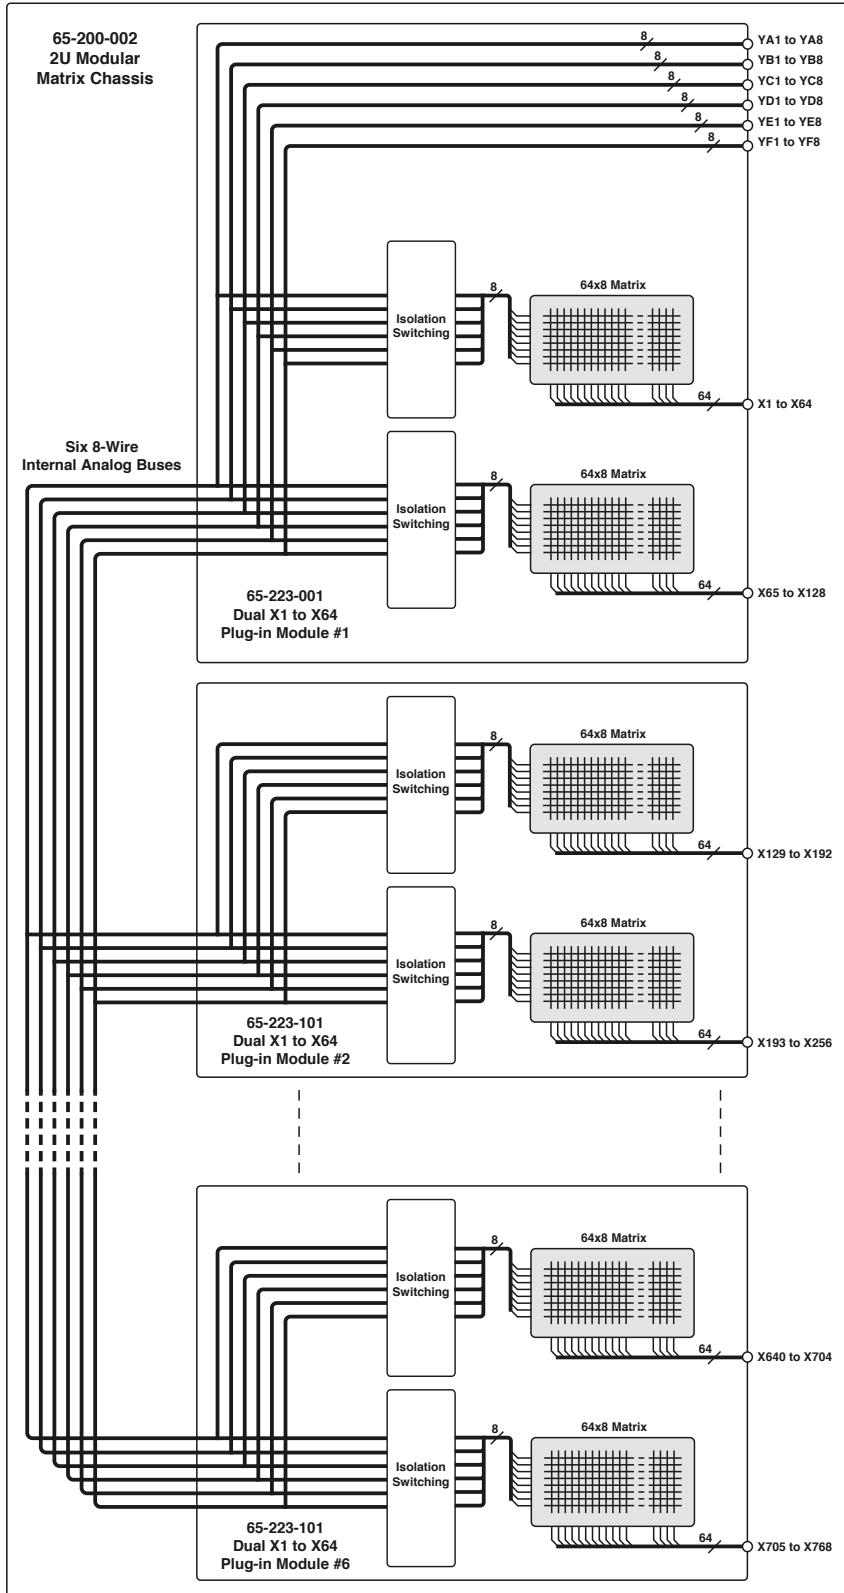 65-200-002
2U Modular
Matrix Chassis
8
YA1 to YA8
8
YB1 to YB8
8
YC1 to YC8
8
YD1 to YD8
8
YE1 to YE8
8
YF1 to YF8
Isolation
Switching
8
64x8 Matrix
64
X1 to X64
Six 8-Wire
Internal Analog Buses
Isolation
Switching
8
64x8 Matrix
64
X65 to X128
65-223-001
Dual X1 to X64
Plug-in Module #1
Isolation
Switching
8
64x8 Matrix
64
X129 to X192
Isolation
Switching
8
64x8 Matrix
64
X193 to X256
65-223-101
Dual X1 to X64
Plug-in Module #2
Isolation
Switching
8
64x8 Matrix
64
X640 to X704
Isolation
Switching
8
64x8 Matrix
64
X705 to X768
65-223-101
Dual X1 to X64
Plug-in Module #6